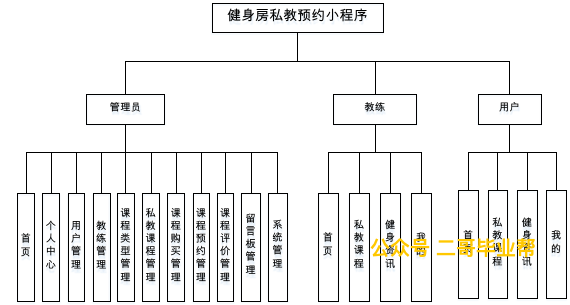 健身房私教预约小程序
管理员
教练
用户
首页
个人中心
用户管理
教练管理
课程类型管理
私教课程管理
课程购买管理
课程预约管理
课程评价管理
留言板管理
系统管理
首页
私教课程
健身资讯
我的
首页
私教课程
健身资讯
我的
公众号 二哥毕业帮